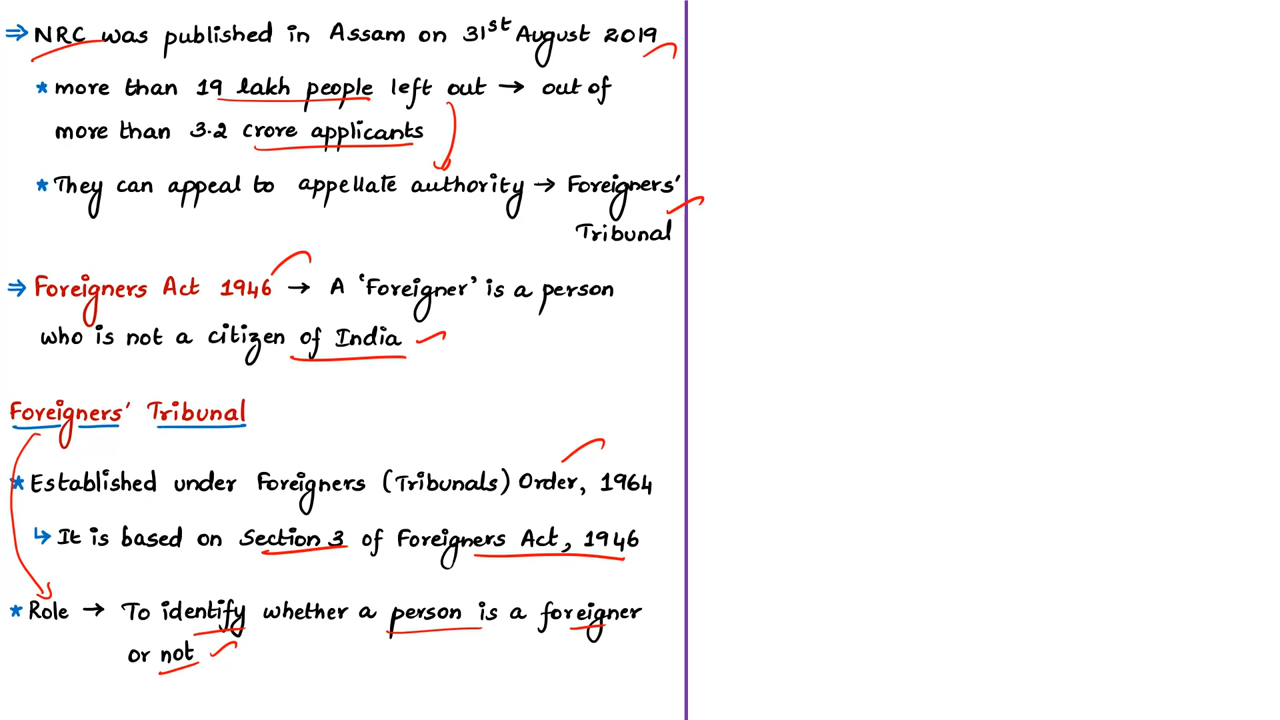 ⇒ NRC was published in Assam on 31st August 2019
* more than 19 lakh people left out → out of
more than 3.2 crore applicants
* They can appeal to appellate authority → Foreigners'
Tribunal
⇒ Foreigners Act 1946 → A 'Foreigner' is a person
who is not a citizen of India
Foreigners' Tribunal
* Established under Foreigners (Tribunals) Order, 1964
↳ It is based on Section 3 of Foreigners Act, 1946
* Role → To identify whether a person is a foreigner
or not